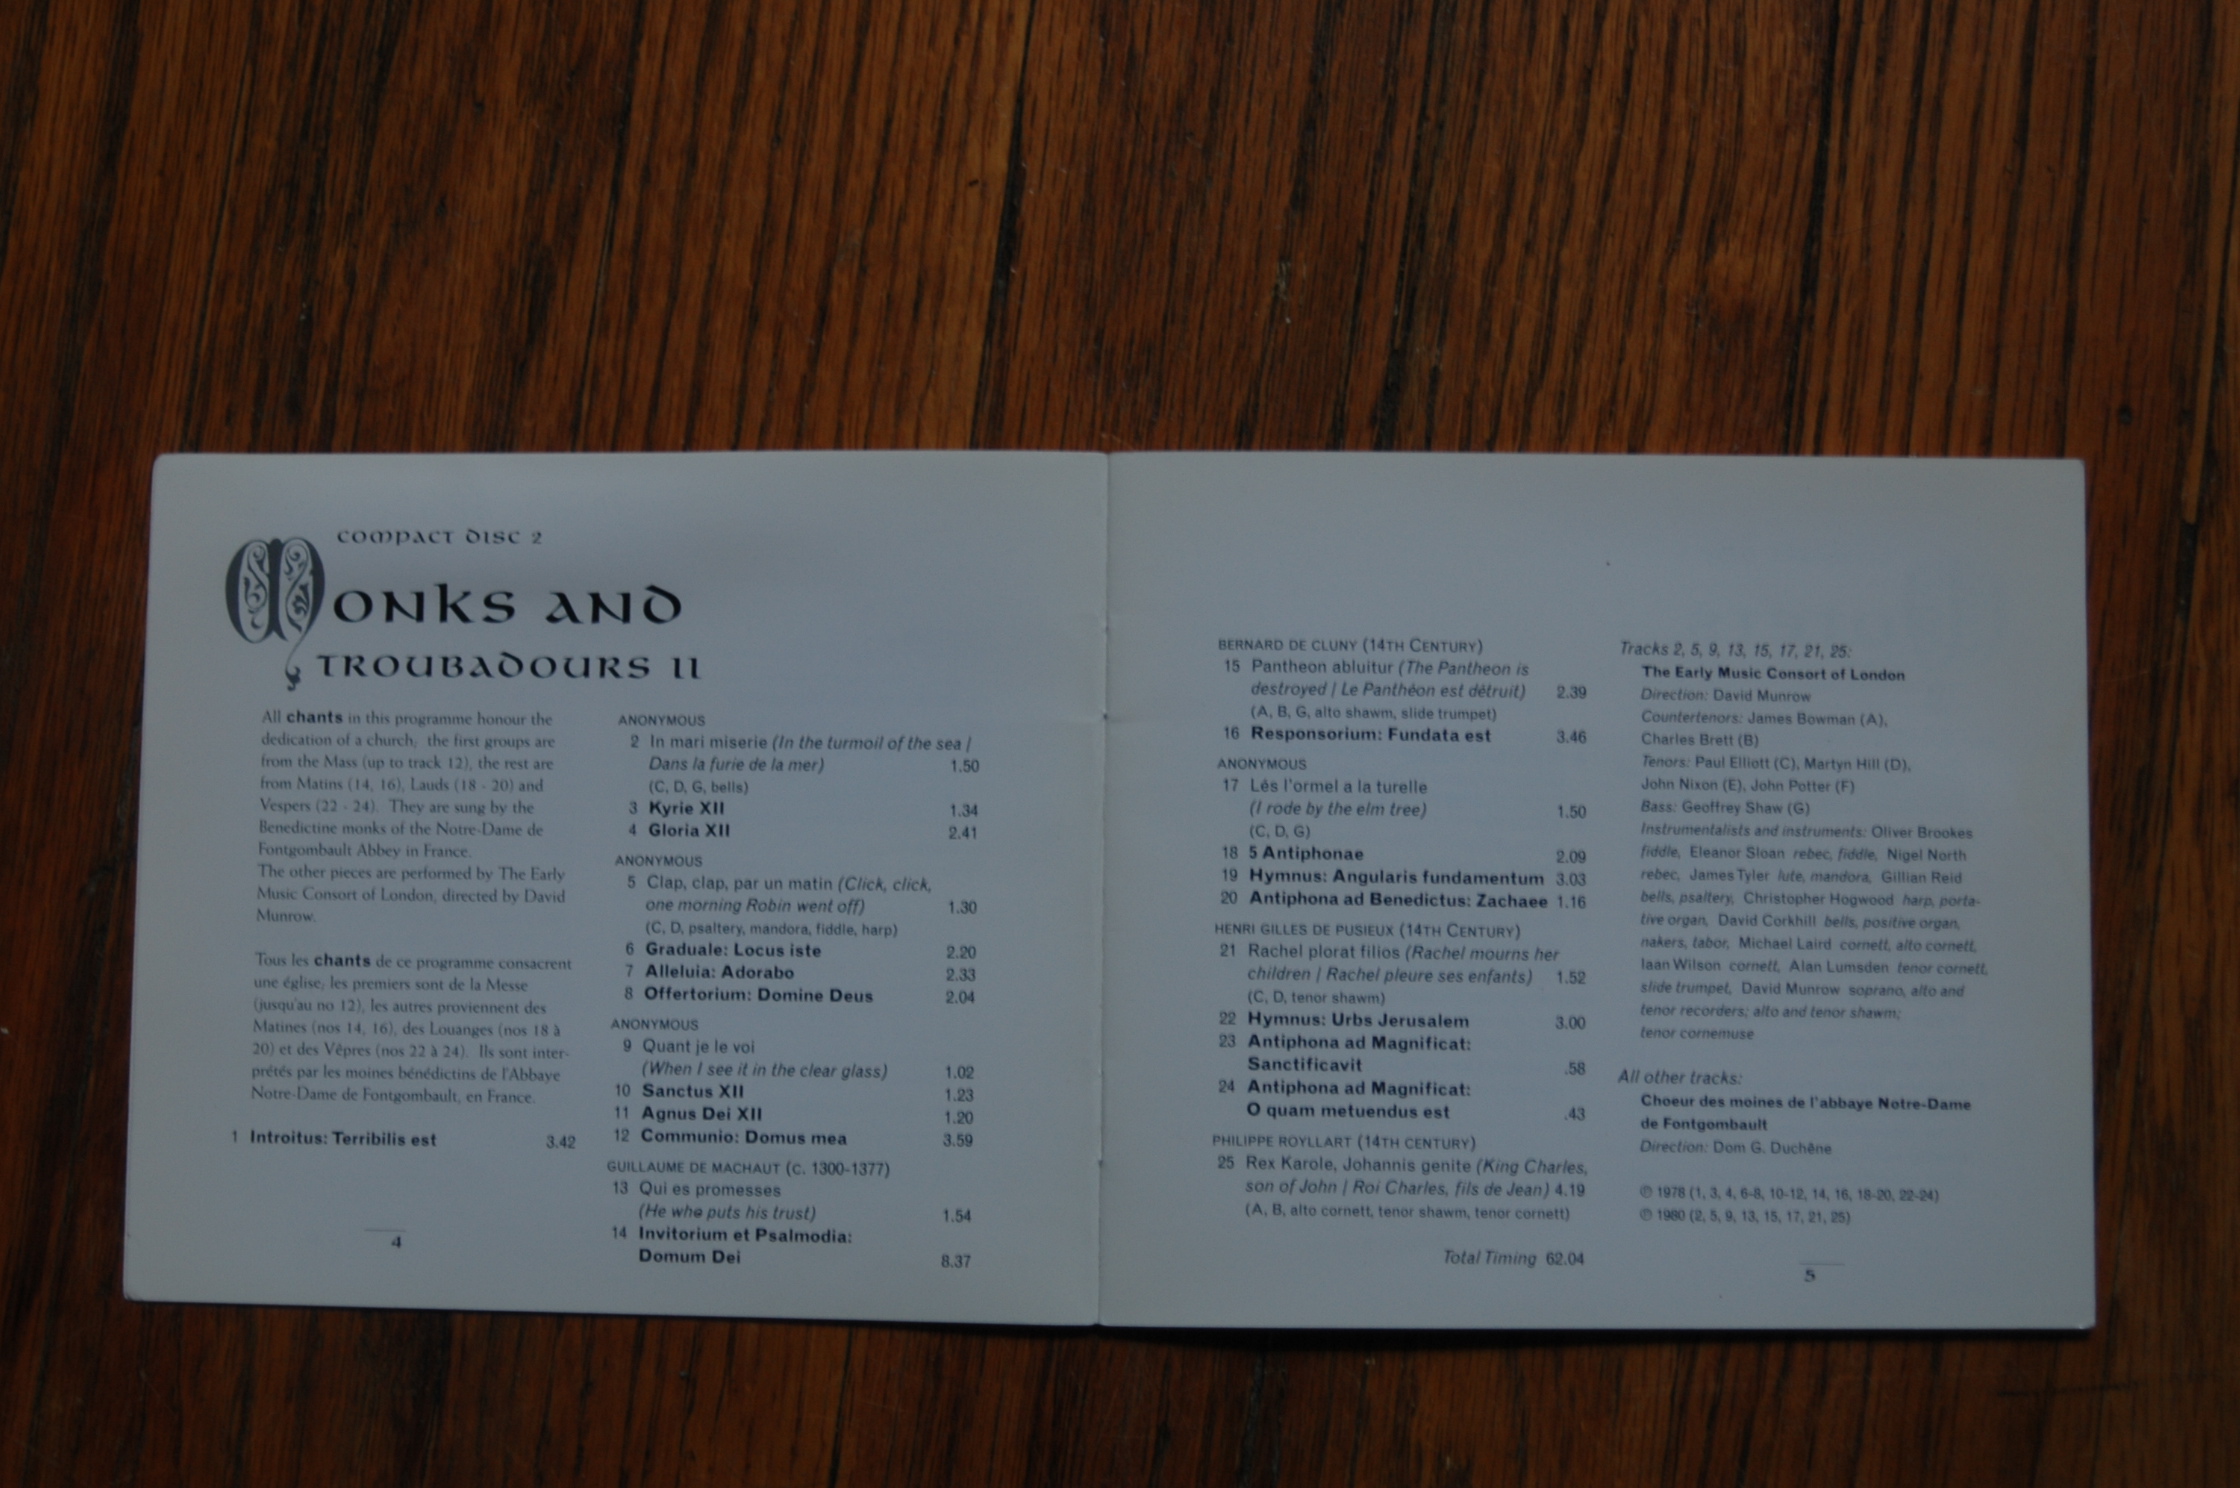 COMPACT DISC 2
MONKS AND
TROUBADOURS II
All chants in this programme honour the
dedication of a church; the first groups are
from the Mass (up to track 12), the rest are
from Matins (14, 16), Lauds (18 - 20) and
Vespers (22 - 24). They are sung by the
Benedictine monks of the Notre-Dame de
Fontgombault Abbey in France.
The other pieces are performed by The Early
Music Consort of London, directed by David
Munrow.
Tous les chants de ce programme consacrent
une église; les premiers sont de la Messe
(jusqu'au no 12), les autres proviennent des
Matines (nos 14, 16), des Louanges (nos 18 à
20) et des Vêpres (nos 22 à 24). Ils sont inter-
prétés par les moines bénédictins de l'Abbaye
Notre-Dame de Fontgombault, en France.
1 Introitus: Terribilis est 3.42
ANONYMOUS
2 In mari miserie (In the turmoil of the sea /
Dans la furie de la mer) 1.50
(C, D, G, bells)
3 Kyrie XII 1.34
4 Gloria XII 2.41
ANONYMOUS
5 Clap, clap, par un matin (Click, click,
one morning Robin went off) 1.30
(C, D, psaltery, mandora, fiddle, harp)
6 Graduale: Locus iste 2.20
7 Alleluia: Adorabo 2.33
8 Offertorium: Domine Deus 2.04
ANONYMOUS
9 Quant je le voi
(When I see it in the clear glass) 1.02
10 Sanctus XII 1.23
11 Agnus Dei XII 1.20
12 Communio: Domus mea 3.59
GUILLAUME DE MACHAUT (C. 1300-1377)
13 Qui es promesses
(He who puts his trust) 1.54
14 Invitorium et Psalmodia:
Domum Dei 8.37
4
BERNARD DE CLUNY (14TH CENTURY)
15 Pantheon abluitur (The Pantheon is
destroyed / Le Panthéon est détruit) 2.39
(A, B, G, alto shawm, slide trumpet)
16 Responsorium: Fundata est 3.46
ANONYMOUS
17 Lés l'ormel a la turelle
(I rode by the elm tree) 1.50
(C, D, G)
18 5 Antiphonae 2.09
19 Hymnus: Angularis fundamentum 3.03
20 Antiphona ad Benedictus: Zachaee 1.16
HENRI GILLES DE PUSIEUX (14TH CENTURY)
21 Rachel plorat filios (Rachel mourns her
children / Rachel pleure ses enfants) 1.52
(C, D, tenor shawm)
22 Hymnus: Urbs Jerusalem 3.00
23 Antiphona ad Magnificat:
Sanctificavit .58
24 Antiphona ad Magnificat:
O quam metuendus est .43
PHILIPPE ROYLLART (14TH CENTURY)
25 Rex Karole, Johannis genite (King Charles,
son of John / Roi Charles, fils de Jean) 4.19
(A, B, alto cornett, tenor shawm, tenor cornett)
Total Timing 62.04
Tracks 2, 5, 9, 13, 15, 17, 21, 25:
The Early Music Consort of London
Direction: David Munrow
Countertenors: James Bowman (A),
Charles Brett (B)
Tenors: Paul Elliott (C), Martyn Hill (D),
John Nixon (E), John Potter (F)
Bass: Geoffrey Shaw (G)
Instrumentalists and instruments: Oliver Brookes
fiddle, Eleanor Sloan rebec, fiddle, Nigel North
rebec, James Tyler lute, mandora, Gillian Reid
bells, psaltery, Christopher Hogwood harp, porta-
tive organ, David Corkhill bells, positive organ,
nakers, tabor, Michael Laird cornett, alto cornett,
Iaan Wilson cornett, Alan Lumsden tenor cornett,
slide trumpet, David Munrow soprano, alto and
tenor recorders; alto and tenor shawm;
tenor cornemuse
All other tracks:
Choeur des moines de l'abbaye Notre-Dame
de Fontgombault
Direction: Dom G. Duchêne
℗ 1978 (1, 3, 4, 6-8, 10-12, 14, 16, 18-20, 22-24)
℗ 1980 (2, 5, 9, 13, 15, 17, 21, 25)
5